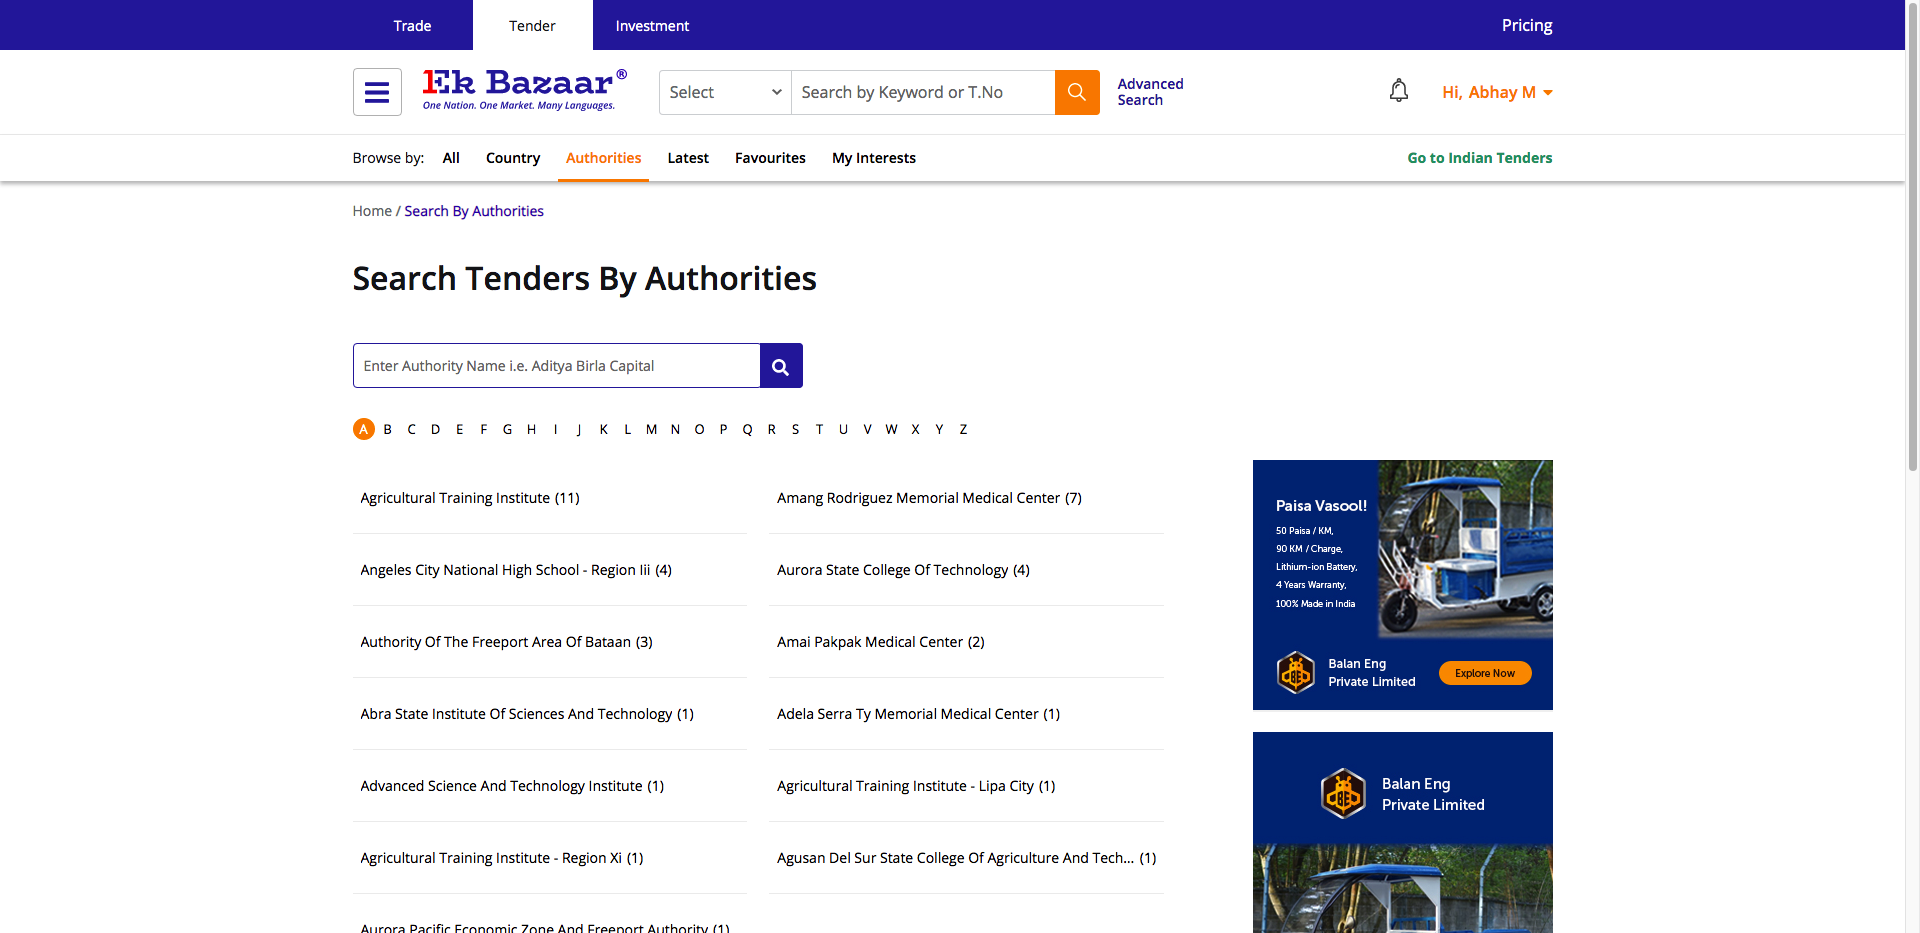 Trade
Tender
Investment
Pricing
Ek Bazaar®
One Nation. One Market. Many Languages.
Select
Search by Keyword or T.No
Advanced
Search
Hi, Abhay M
Browse by:
All
Country
Authorities
Latest
Favourites
My Interests
Go to Indian Tenders
Home / Search By Authorities
Search Tenders By Authorities
Enter Authority Name i.e. Aditya Birla Capital
A B C D E F G H I J K L M N O P Q R S T U V W X Y Z
Agricultural Training Institute (11)
Amang Rodriguez Memorial Medical Center (7)
Angeles City National High School - Region Iii (4)
Aurora State College Of Technology (4)
Authority Of The Freeport Area Of Bataan (3)
Amai Pakpak Medical Center (2)
Abra State Institute Of Sciences And Technology (1)
Adela Serra Ty Memorial Medical Center (1)
Advanced Science And Technology Institute (1)
Agricultural Training Institute - Lipa City (1)
Agricultural Training Institute - Region Xi (1)
Agusan Del Sur State College Of Agriculture And Tech... (1)
Aurora Pacific Economic Zone And Freeport Authority (1)
Paisa Vasool!
50 Paisa / KM,
90 KM / Charge,
Lithium-ion Battery,
4 Years Warranty,
100% Made in India
BEC
Balan Eng
Private Limited
Explore Now
BEC
Balan Eng
Private Limited